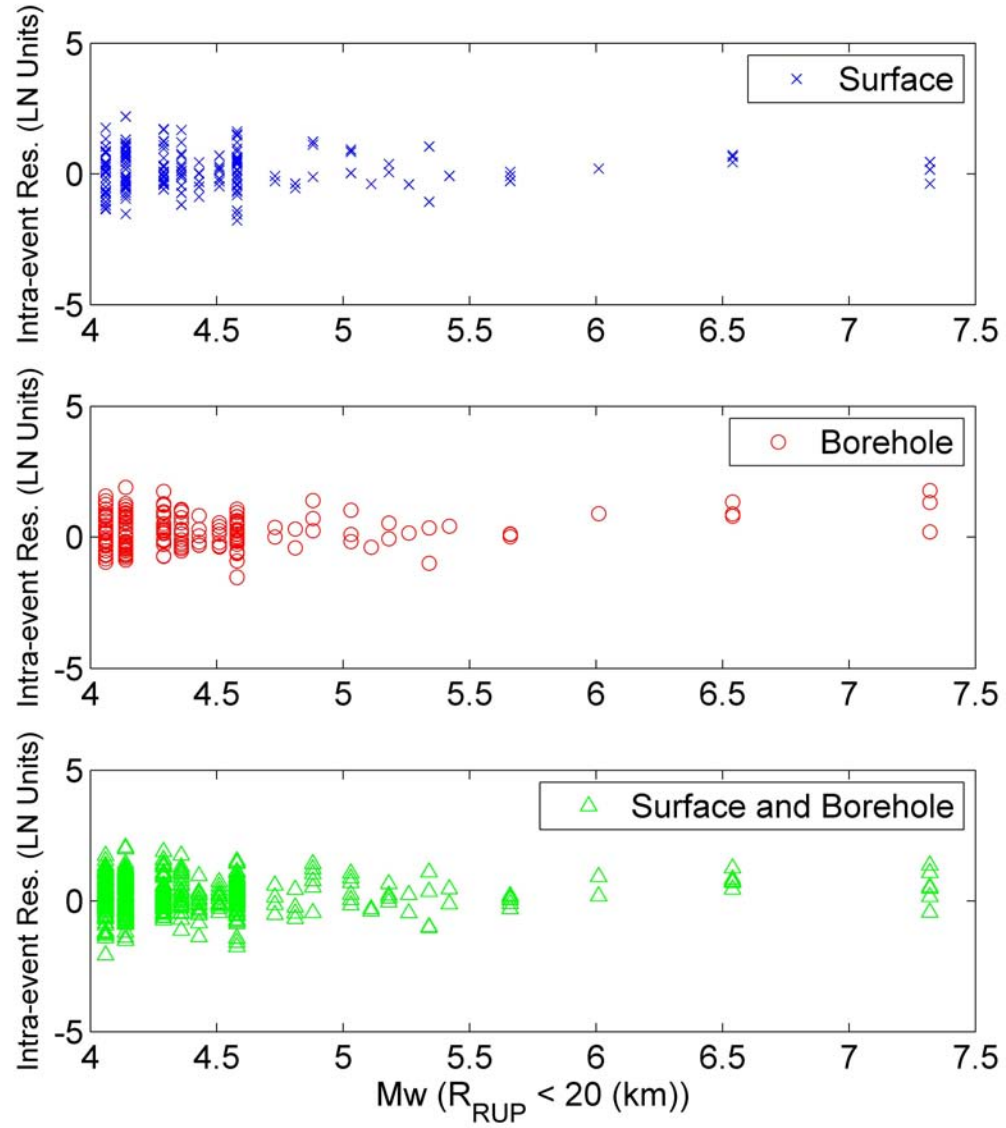 Intra-event Res. (LN Units)
5
0
-5
Surface
4 4.5 5 5.5 6 6.5 7 7.5
Intra-event Res. (LN Units)
5
0
-5
Borehole
4 4.5 5 5.5 6 6.5 7 7.5
Intra-event Res. (LN Units)
5
0
-5
Surface and Borehole
4 4.5 5 5.5 6 6.5 7 7.5
Mw (R_RUP < 20 (km))